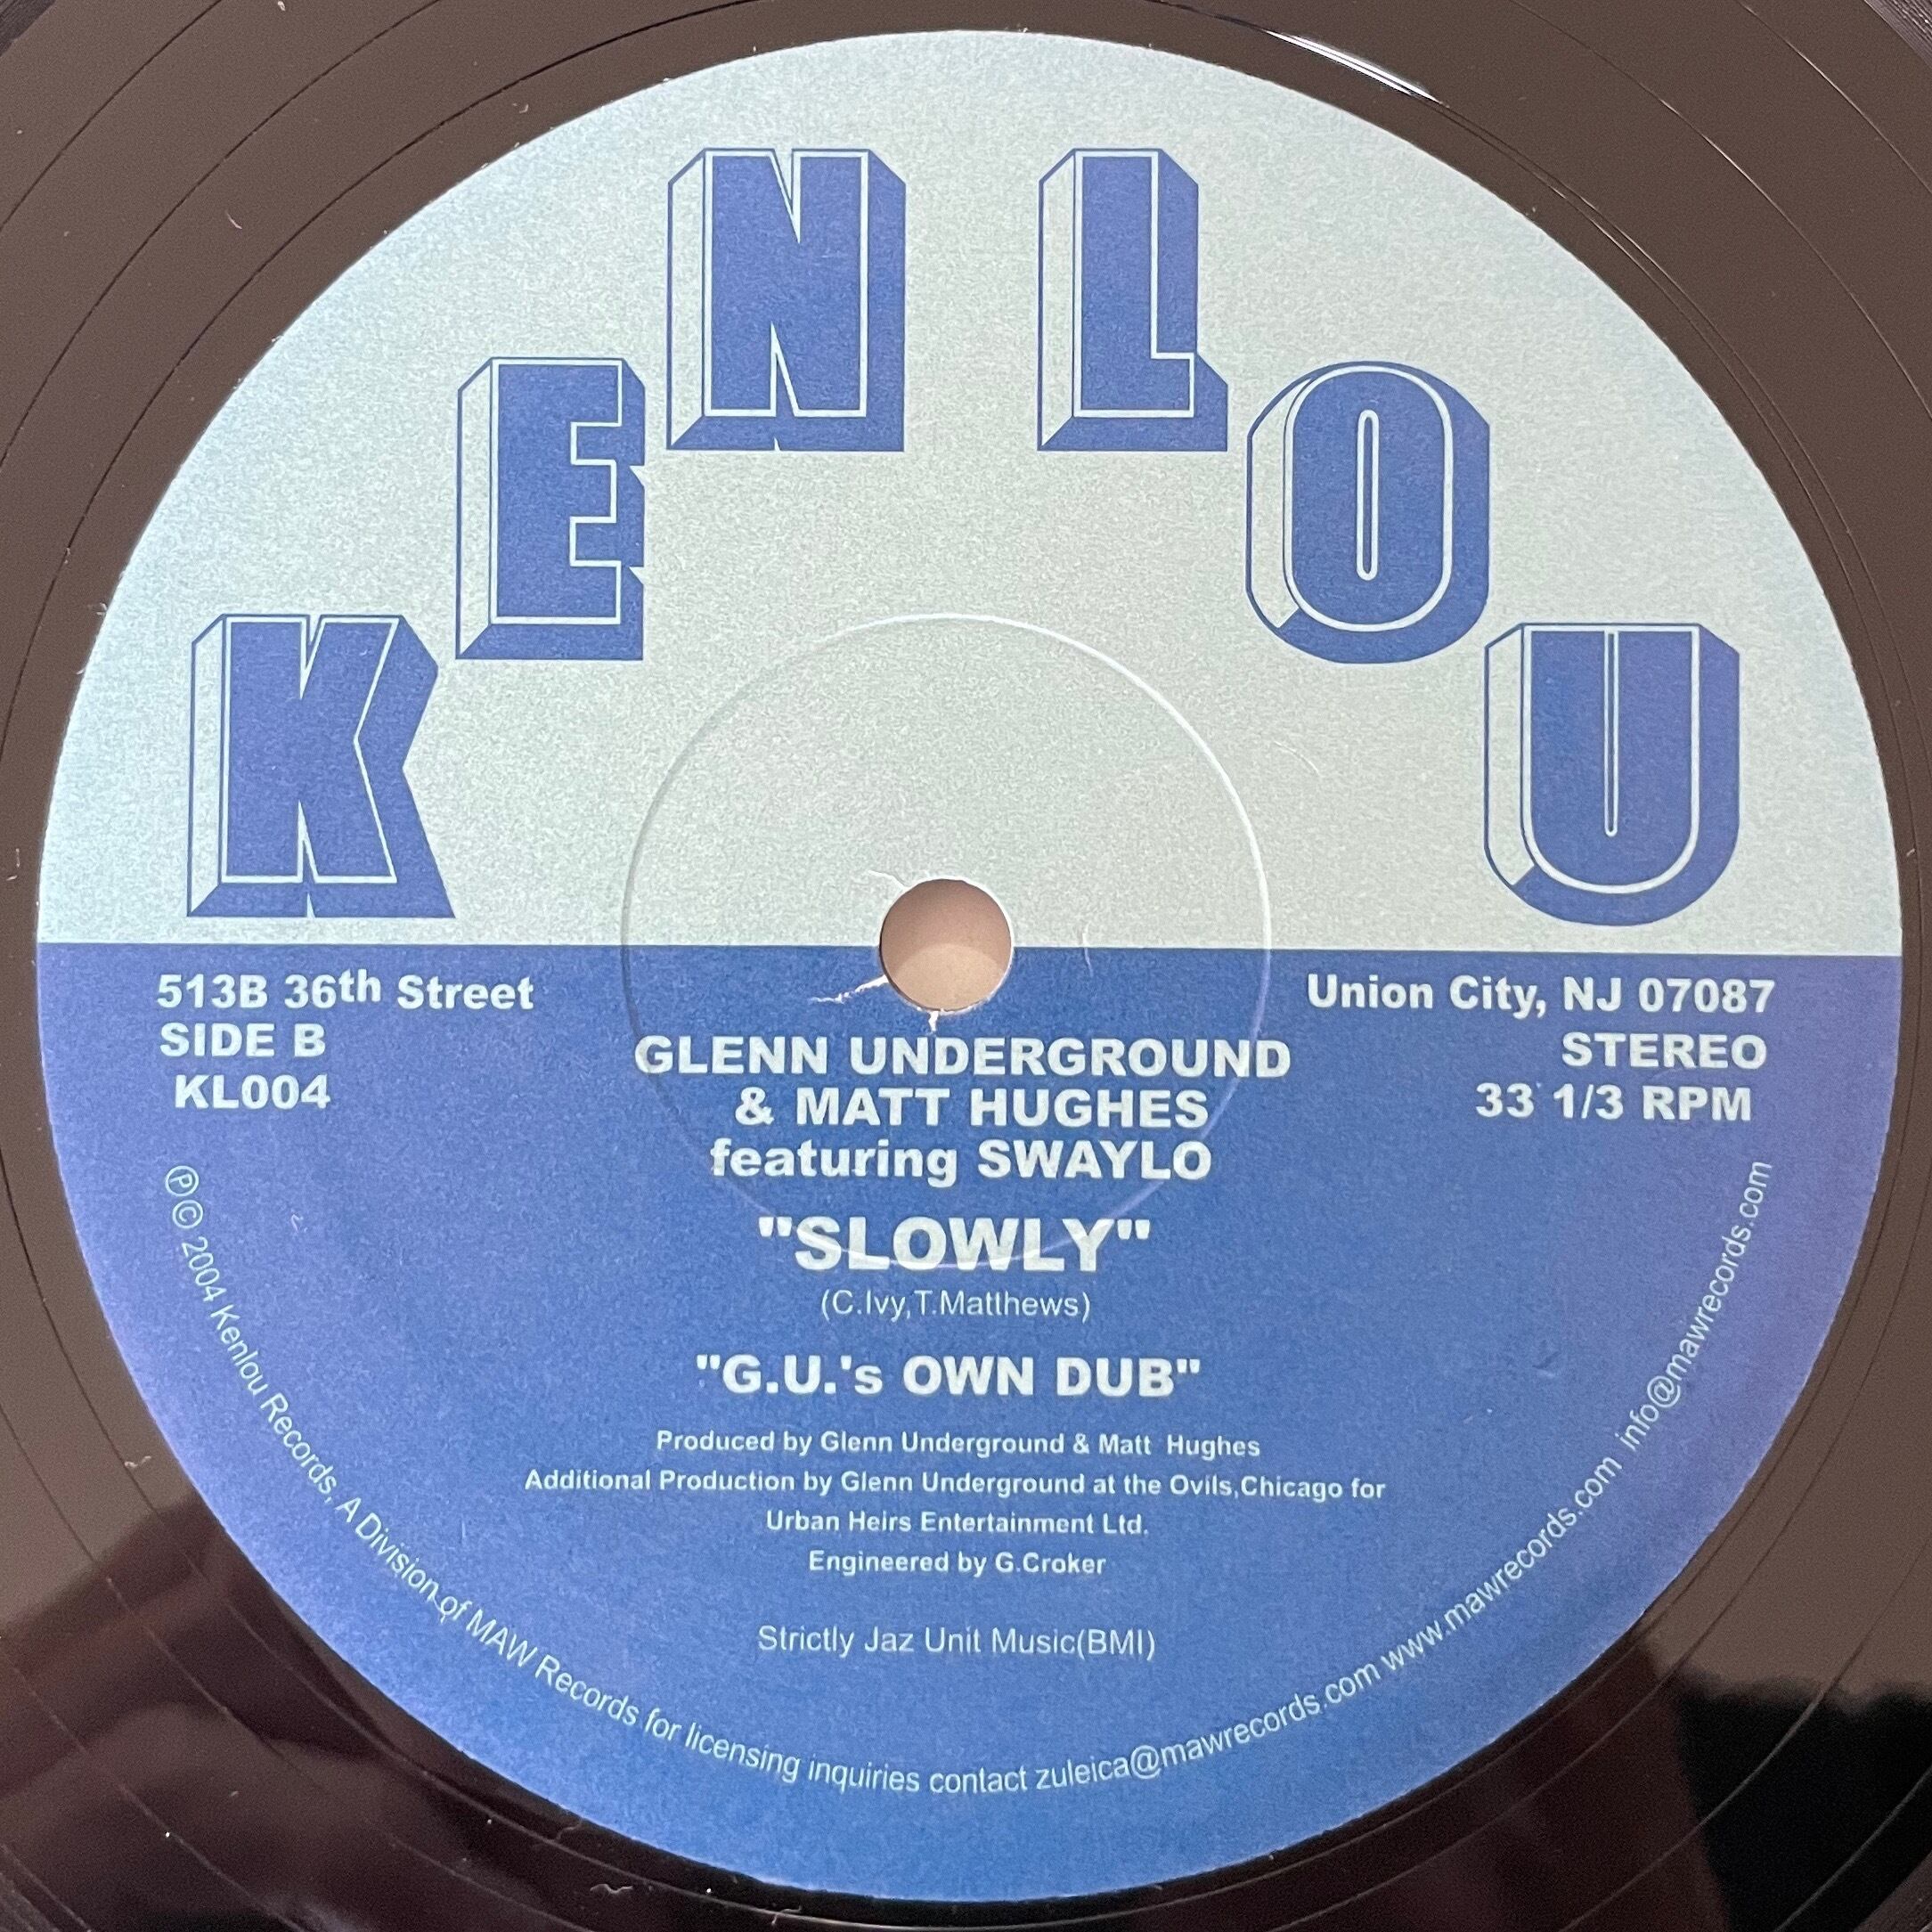 KEN LOU
513B 36th Street
SIDE B
KL004
Union City, NJ 07087
STEREO
33 1/3 RPM
GLENN UNDERGROUND
& MATT HUGHES
featuring SWAYLO
"SLOWLY"
(C.Ivy,T.Matthews)
"G.U.'s OWN DUB"
Produced by Glenn Underground & Matt Hughes
Additional Production by Glenn Underground at the Ovils,Chicago for
Urban Heirs Entertainment Ltd.
Engineered by G.Croker
Strictly Jaz Unit Music(BMI)
℗© 2004 Kenlou Records, A Division of MAW Records for licensing inquiries contact zuleica@mawrecords.com www.mawrecords.com info@mawrecords.com